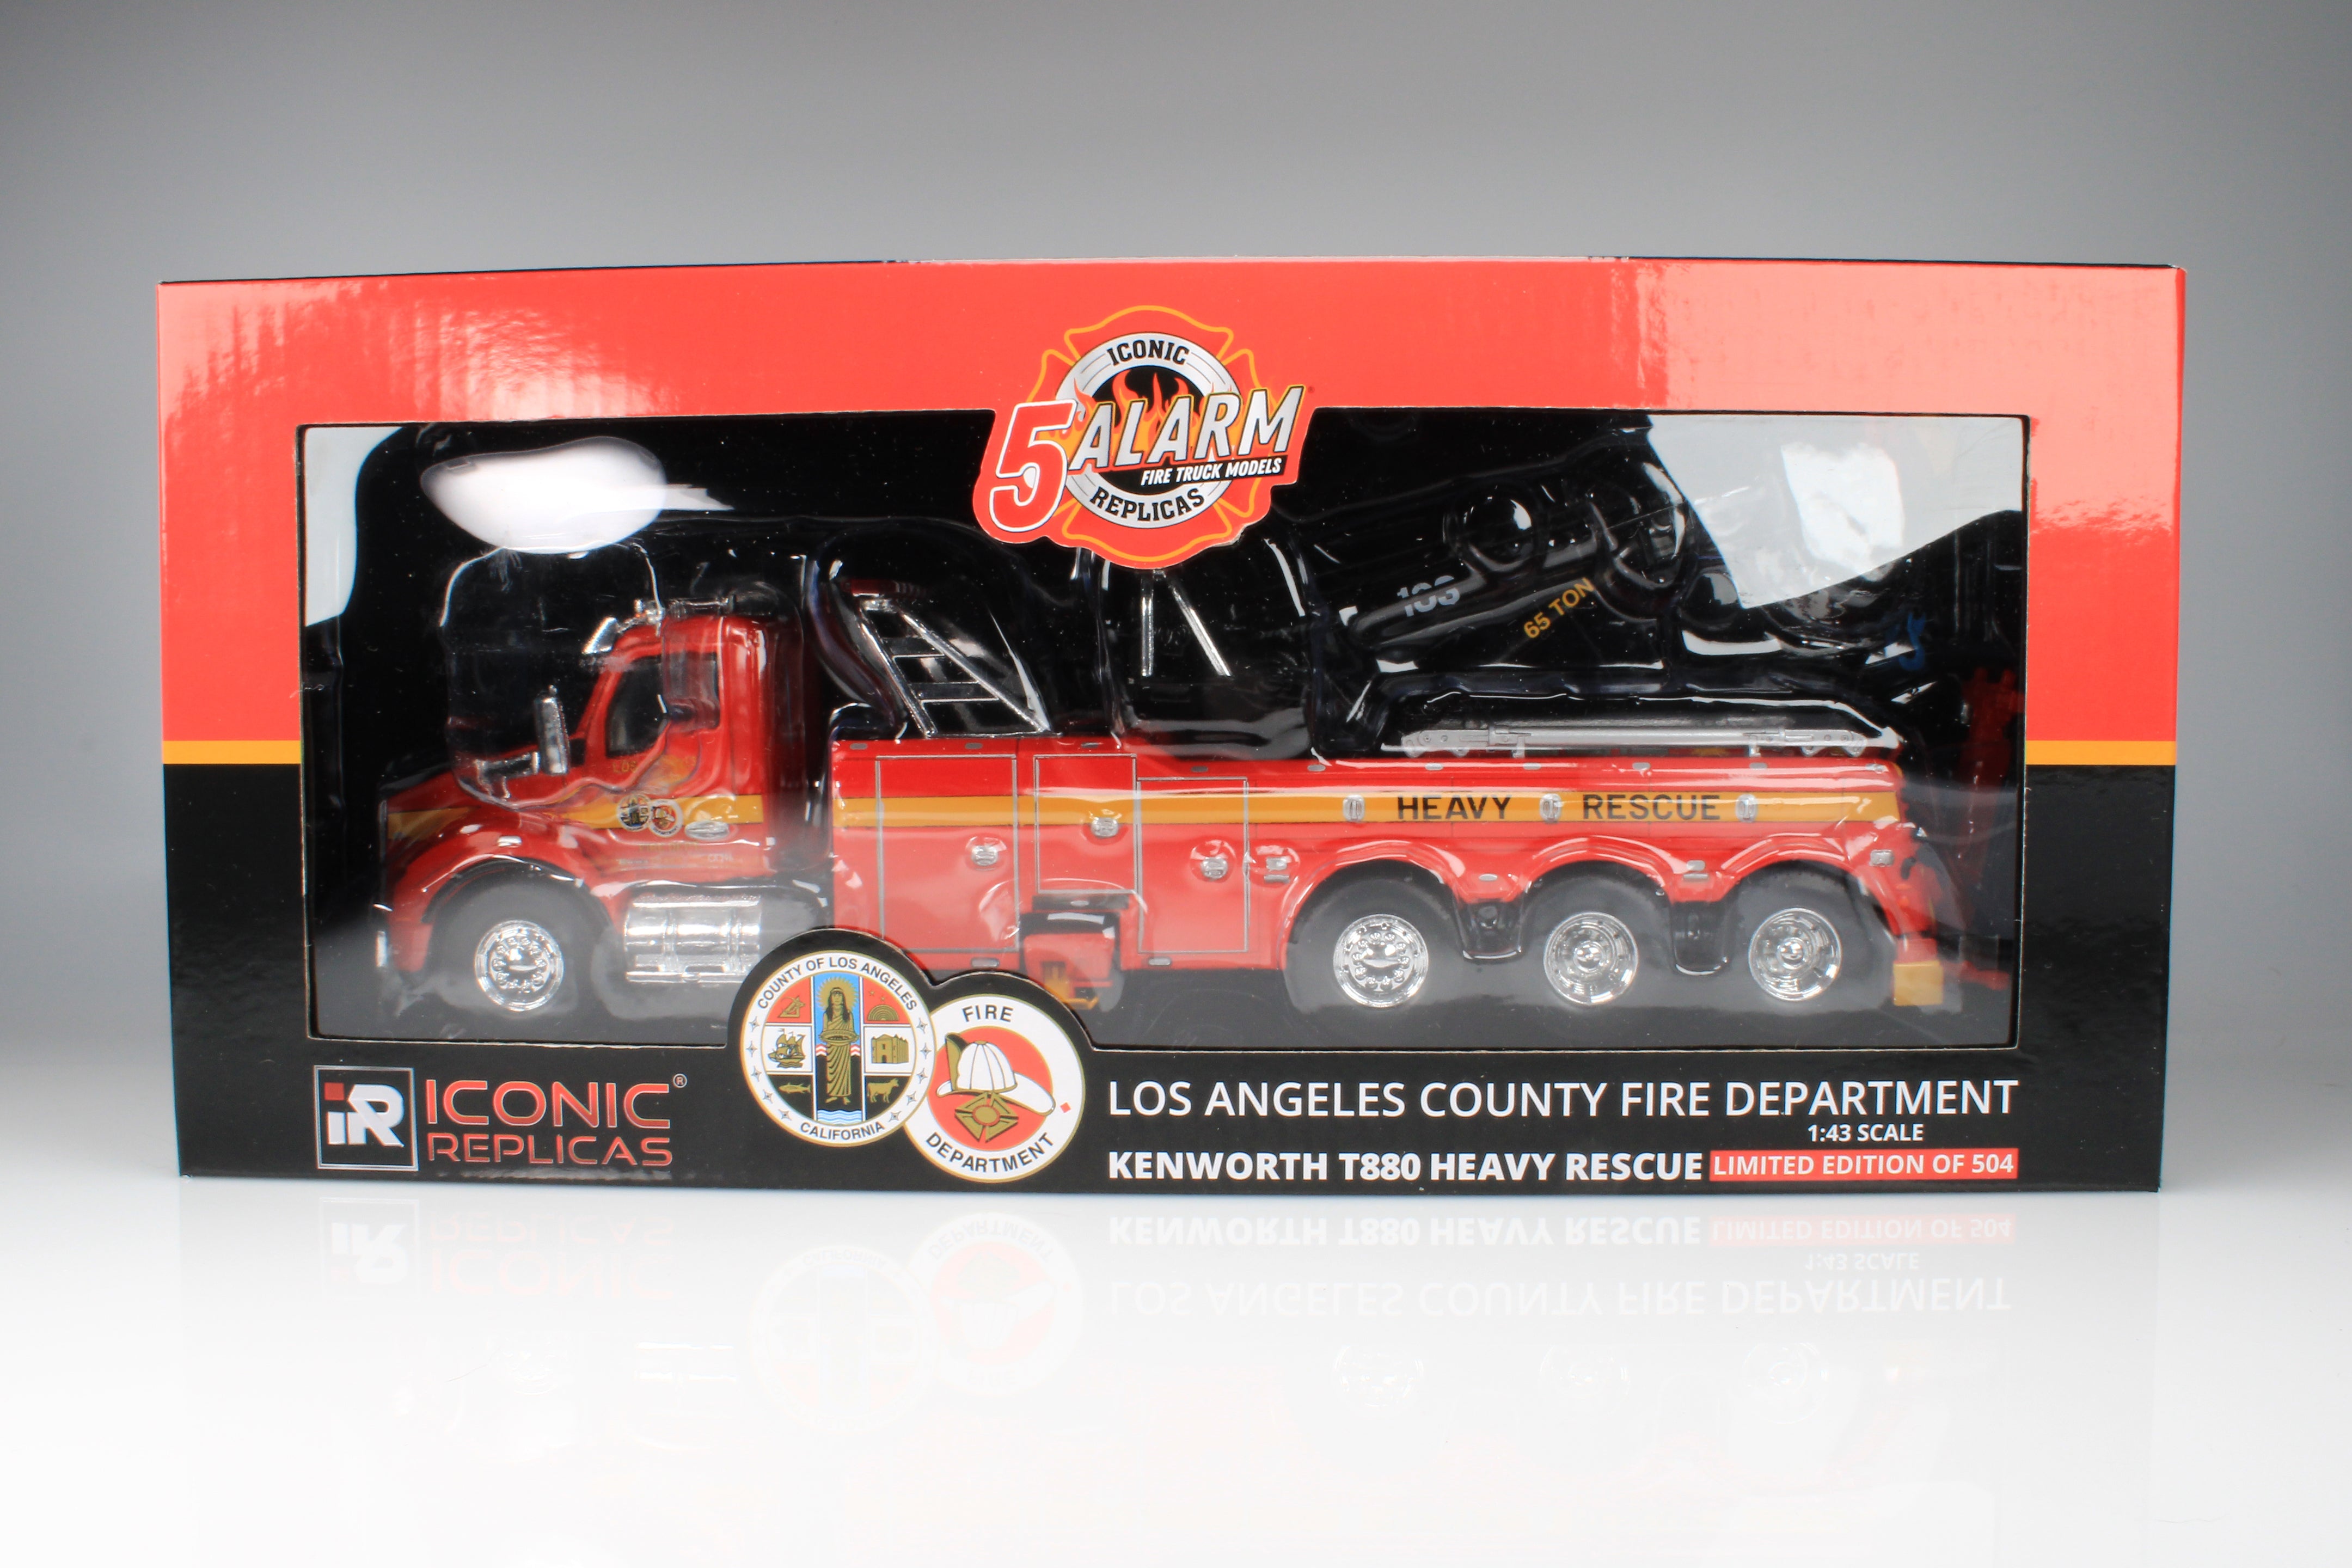 ICONIC
5 ALARM®
FIRE TRUCK MODELS
REPLICAS
103
65 TON
HEAVY RESCUE
COUNTY OF LOS ANGELES
CALIFORNIA
FIRE
DEPARTMENT
iR ICONIC®
REPLICAS
LOS ANGELES COUNTY FIRE DEPARTMENT
1:43 SCALE
KENWORTH T880 HEAVY RESCUE LIMITED EDITION OF 504